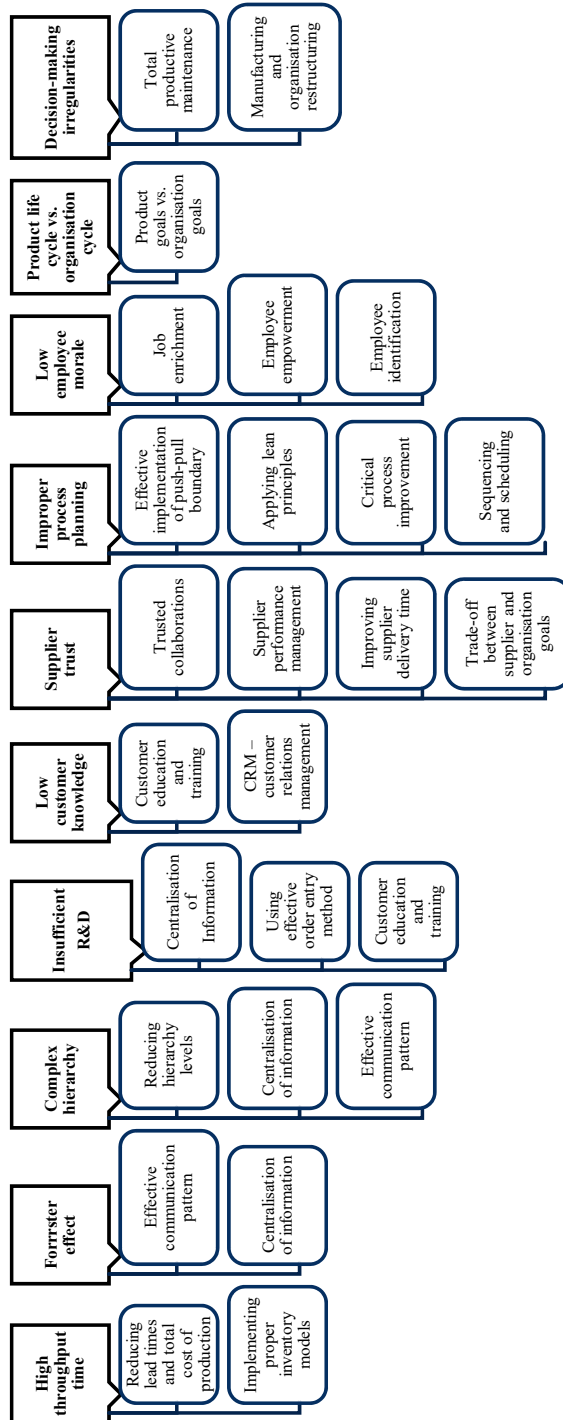 High
throughput
time
Reducing
lead times
and total
cost of
production
Implementing
proper
inventory
models
Forrrster
effect
Effective
communication
pattern
Centralisation
of information
Complex
hierarchy
Reducing
hierarchy
levels
Centralisation
of information
Effective
communication
pattern
Insufficient
R&D
Centralisation
of
Information
Using
effective
order entry
method
Customer
education
and
training
Low
customer
knowledge
Customer
education
and
training
CRM –
customer
relations
management
Supplier
trust
Trusted
collaborations
Supplier
performance
management
Improving
supplier
delivery time
Trade-off
between
supplier and
organisation
goals
Improper
process
planning
Effective
implementation
of push-pull
boundary
Applying lean
principles
Critical
process
improvement
Sequencing
and scheduling
Low
employee
morale
Job
enrichment
Employee
empowerment
Employee
identification
Product life
cycle vs.
organisation
cycle
Product
goals vs.
organisation
goals
Decision-making
irregularities
Total
productive
maintenance
Manufacturing
and
organisation
restructuring